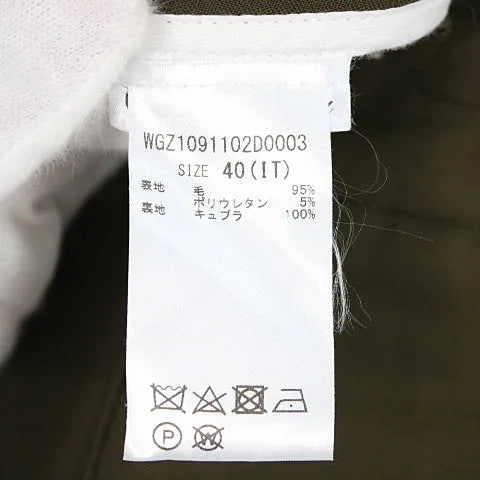 WGZ1091102D0003
SIZE 40(IT)
表地 毛 95%
ポリウレタン 5%
裏地 キュプラ 100%
P W